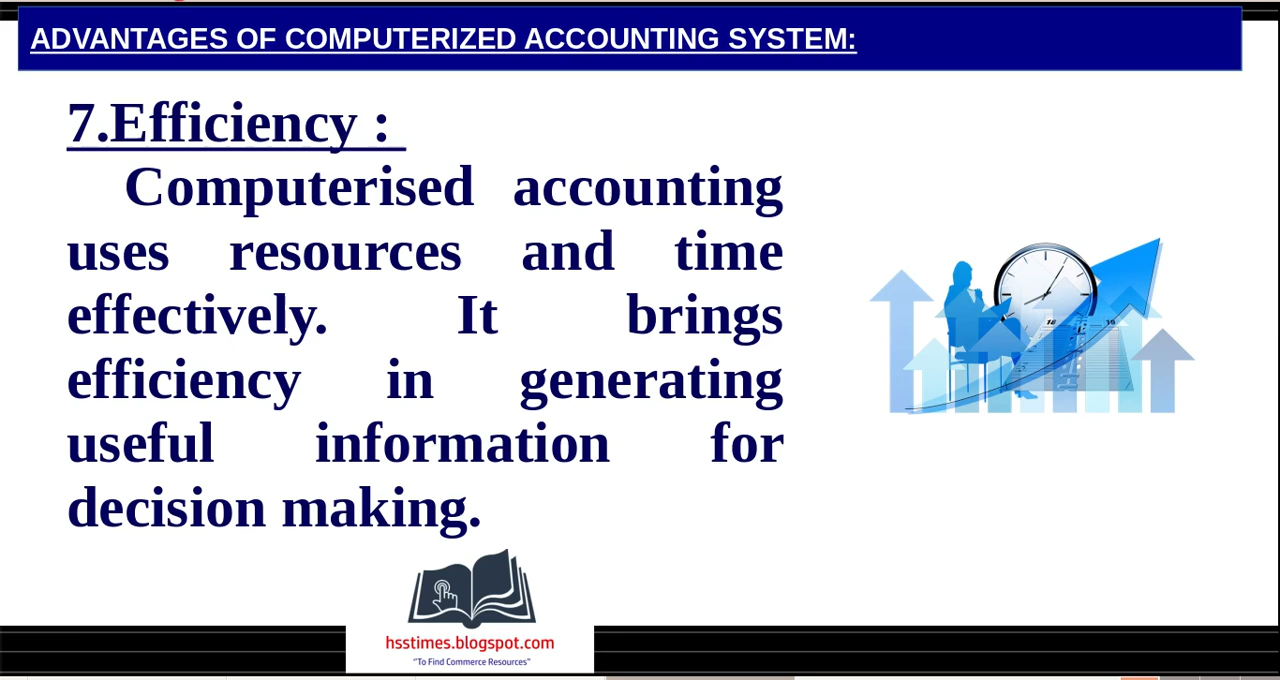 ADVANTAGES OF COMPUTERIZED ACCOUNTING SYSTEM:
7.Efficiency :
Computerised accounting
uses resources and time
effectively. It brings
efficiency in generating
useful information for
decision making.
hsstimes.blogspot.com
"To Find Commerce Resources"